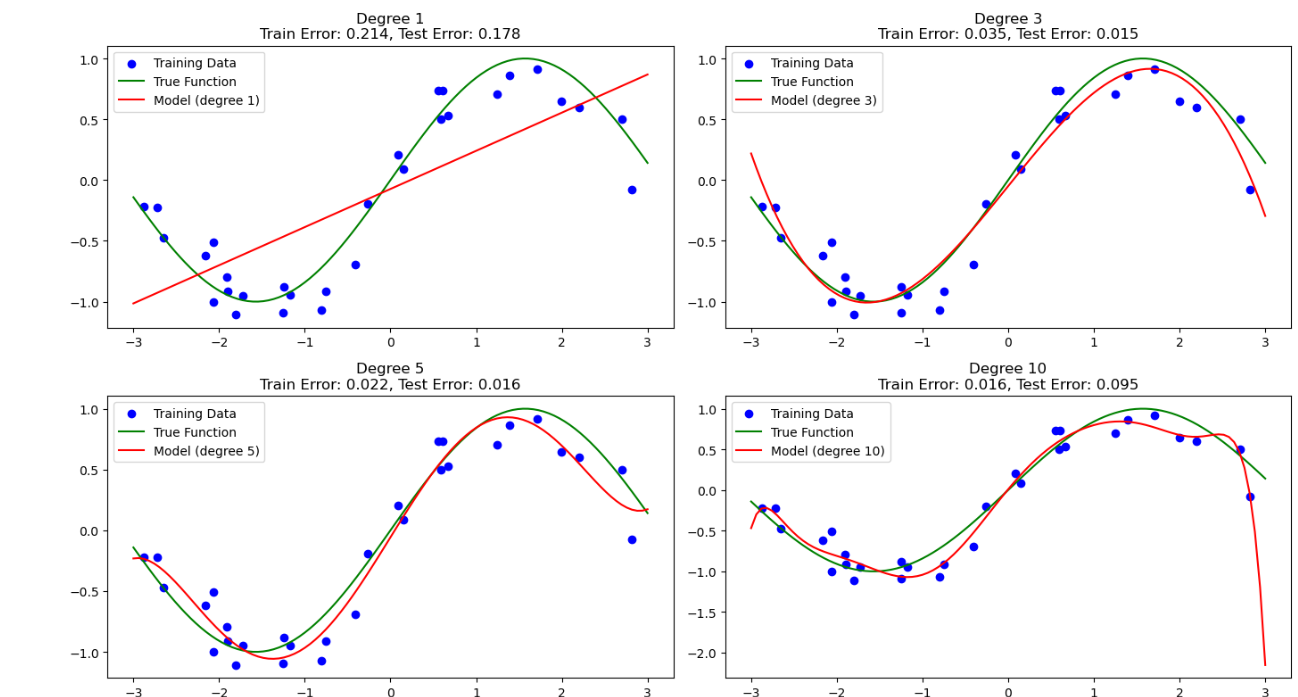 Degree 1
Train Error: 0.214, Test Error: 0.178
Training Data
True Function
Model (degree 1)
1.0
0.5
0.0
−0.5
−1.0
−3 −2 −1 0 1 2 3
Degree 3
Train Error: 0.035, Test Error: 0.015
Training Data
True Function
Model (degree 3)
1.0
0.5
0.0
−0.5
−1.0
−3 −2 −1 0 1 2 3
Degree 5
Train Error: 0.022, Test Error: 0.016
Training Data
True Function
Model (degree 5)
1.0
0.5
0.0
−0.5
−1.0
−3 −2 −1 0 1 2 3
Degree 10
Train Error: 0.016, Test Error: 0.095
Training Data
True Function
Model (degree 10)
1.0
0.5
0.0
−0.5
−1.0
−1.5
−2.0
−3 −2 −1 0 1 2 3